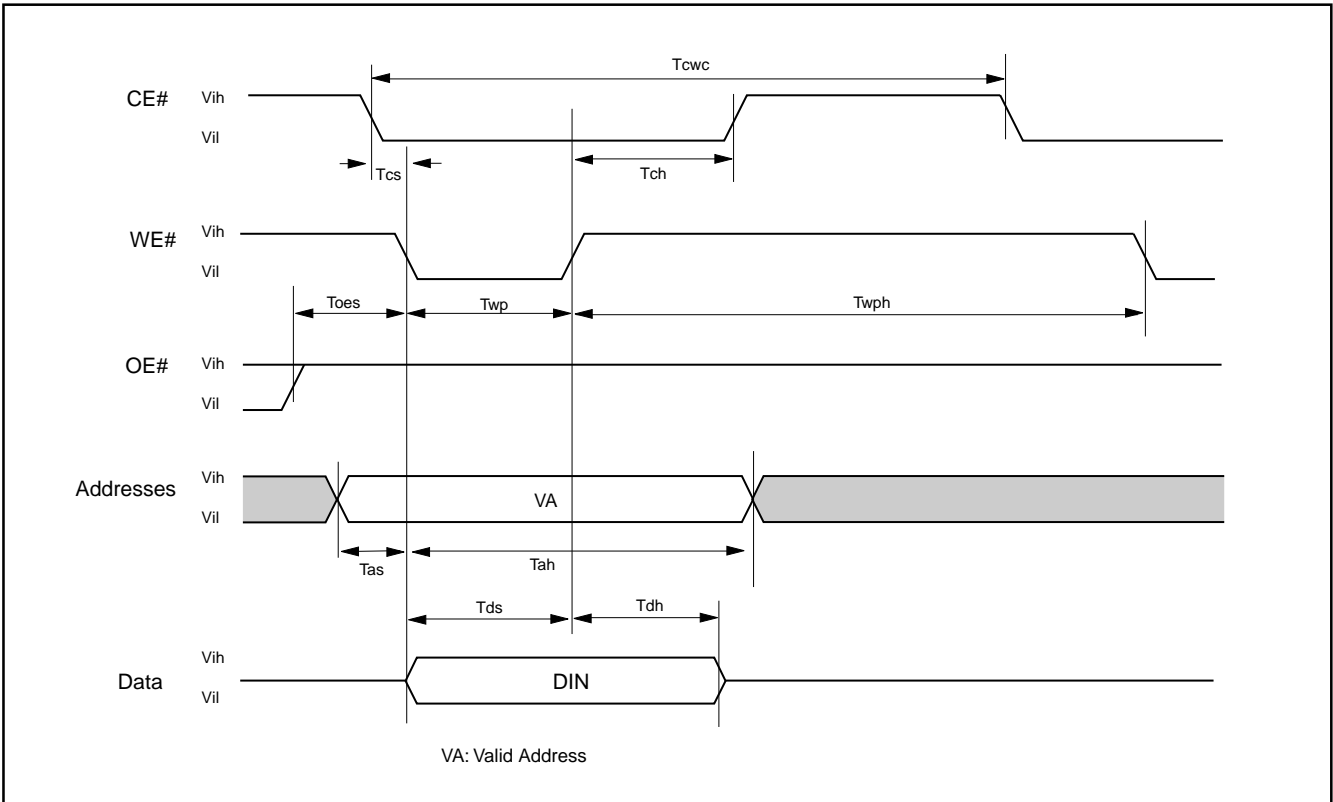 Tcwc
CE# Vih
Vil
Tcs
Tch
WE# Vih
Vil
Toes Twp Twph
OE# Vih
Vil
Addresses Vih
Vil
VA
Tas Tah
Tds Tdh
Data Vih
Vil
DIN
VA: Valid Address